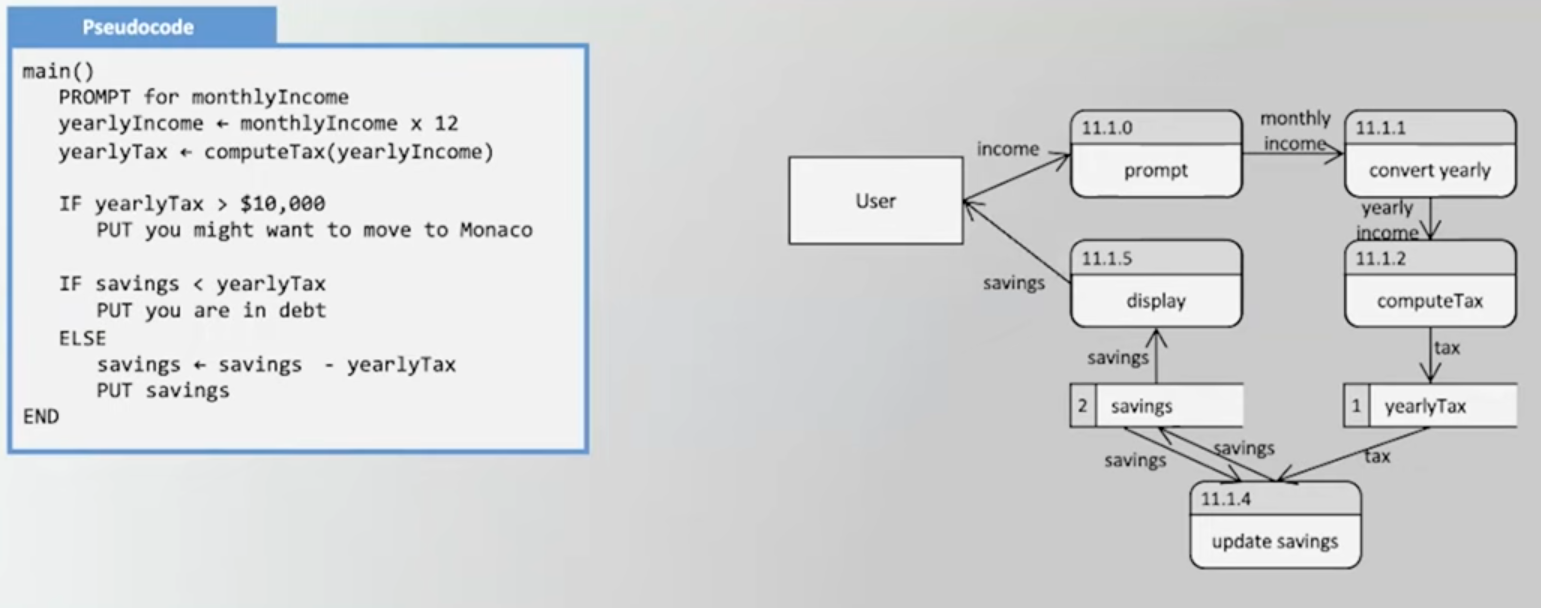 Pseudocode
main()
PROMPT for monthlyIncome
yearlyIncome ← monthlyIncome x 12
yearlyTax ← computeTax(yearlyIncome)
IF yearlyTax > $10,000
PUT you might want to move to Monaco
IF savings < yearlyTax
PUT you are in debt
ELSE
savings ← savings - yearlyTax
PUT savings
END
User
income
11.1.0
prompt
monthly
income
11.1.1
convert yearly
yearly
income
11.1.2
computeTax
tax
1 yearlyTax
tax
11.1.4
update savings
savings
savings
2 savings
savings
11.1.5
display
savings